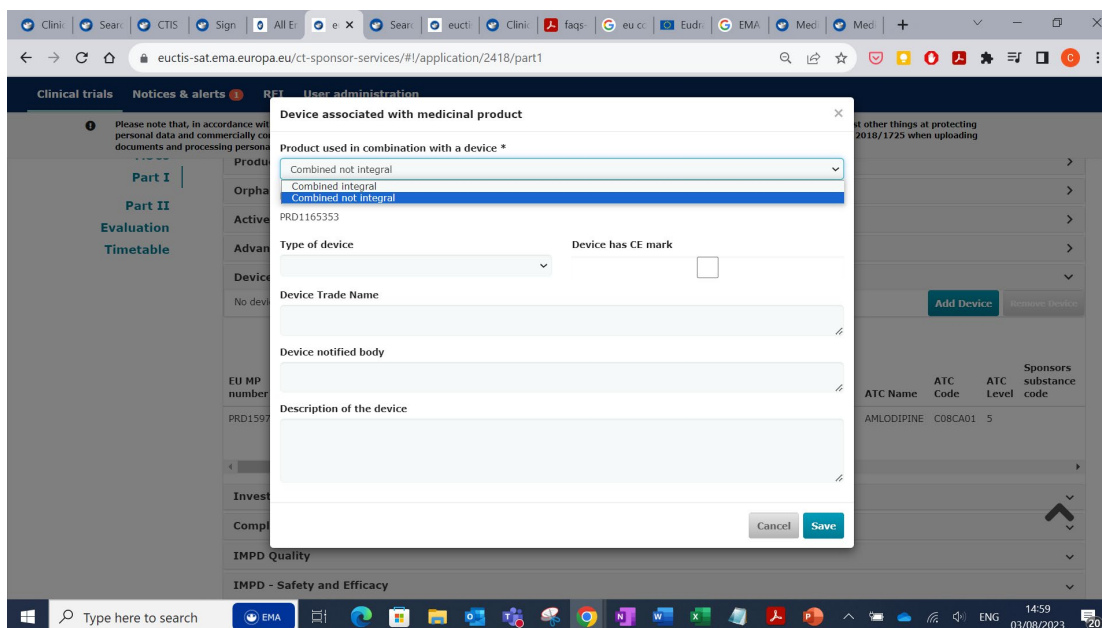 Clinic Searc CTIS Sign All Er e Searc eucti Clinic faqs- eu co Eudra EMA Medi Medi
euctis-sat.ema.europa.eu/ct-sponsor-services/#!/application/2418/part1
Clinical trials Notices & alerts 1 RFI User administration
Please note that, in accordance wit
personal data and commercially co
documents and processing persona
st other things at protecting
2018/1725 when uploading
Device associated with medicinal product
Product used in combination with a device *
Combined not integral
Combined integral
Combined not integral
PRD1165353
Type of device Device has CE mark
Device Trade Name
Device notified body
Description of the device
Cancel Save
Part I
Part II
Evaluation
Timetable
Produ
Orpha
Active
Advan
Device
No devi
Add Device Remove Device
EU MP
number
ATC Name
ATC
Code
ATC
Level
Sponsors
substance
code
PRD1597
AMLODIPINE C08CA01 5
Invest
Compl
IMPD Quality
IMPD - Safety and Efficacy
Type here to search EMA ENG 14:59
03/08/2023 20